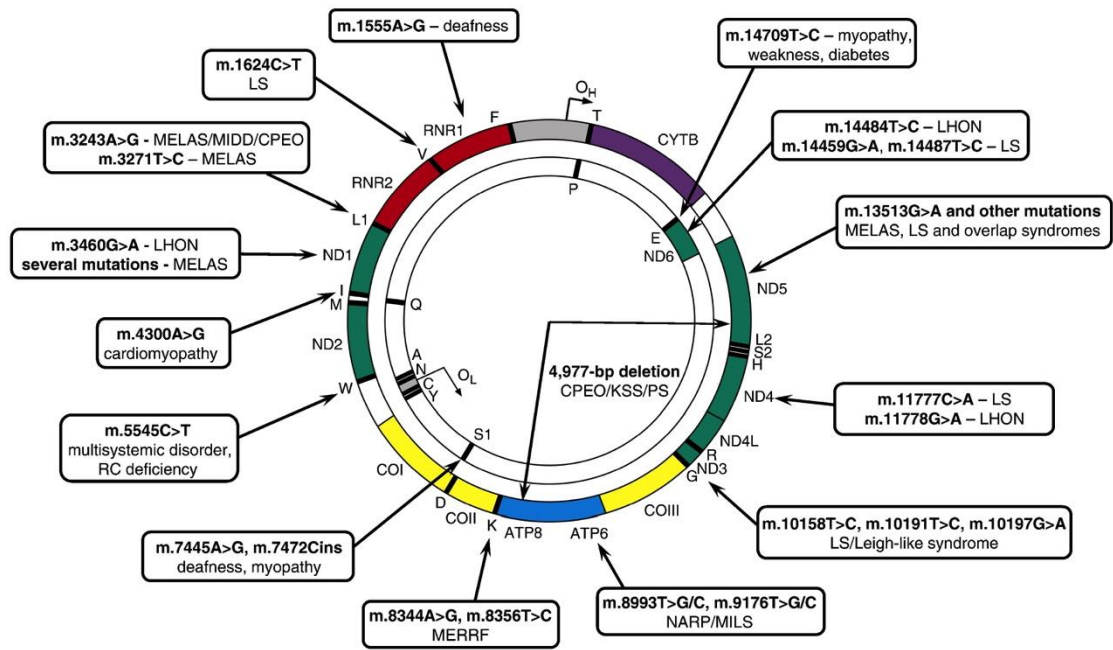 m.1555A>G – deafness
m.14709T>C – myopathy,
weakness, diabetes
m.1624C>T
LS
m.14484T>C – LHON
m.14459G>A, m.14487T>C – LS
m.3243A>G - MELAS/MIDD/CPEO
m.3271T>C – MELAS
m.13513G>A and other mutations
MELAS, LS and overlap syndromes
m.3460G>A - LHON
several mutations - MELAS
m.4300A>G
cardiomyopathy
4,977-bp deletion
CPEO/KSS/PS
m.11777C>A – LS
m.11778G>A – LHON
m.5545C>T
multisystemic disorder,
RC deficiency
m.10158T>C, m.10191T>C, m.10197G>A
LS/Leigh-like syndrome
m.7445A>G, m.7472Cins
deafness, myopathy
m.8344A>G, m.8356T>C
MERRF
m.8993T>G/C, m.9176T>G/C
NARP/MILS
OH
F
T
RNR1
CYTB
V
P
RNR2
E
ND6
L1
ND1
ND5
I
M
Q
L2
S2
H
ND2
A
N
C
Y
OL
W
ND4
S1
ND4L
R
ND3
G
COI
D
COII
K
ATP8
ATP6
COIII